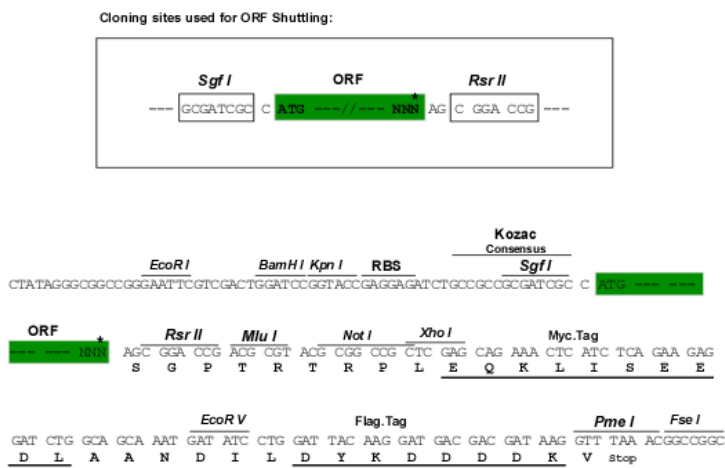 Cloning sites used for ORF Shuttling:
Sgf I ORF Rsr II
--- GCGATCGC C ATG ---//--- NNN* AG C GGA CCG ---
Kozac
Consensus
EcoR I BamH I Kpn I RBS Sgf I
CTATAGGGCGGCCGGGAATTCGTCGACTGGATCCGGTACCGAGGAGATCTGCCGCCGCGATCGC C ATG --- --- ---
ORF Rsr II Mlu I Not I Xho I Myc.Tag
--- --- NNN* AGC GGA CCG ACG CGT ACG CGG CCG CTC GAG CAG AAA CTC ATC TCA GAA GAG
S G P T R T R P L E Q K L I S E E
EcoR V Flag.Tag Pme I Fse I
GAT CTG GCA GCA AAT GAT ATC CTG GAT TAC AAG GAT GAC GAC GAT AAG GTT TAA ACGGCCGGC
D L A A N D I L D Y K D D D D K V Stop